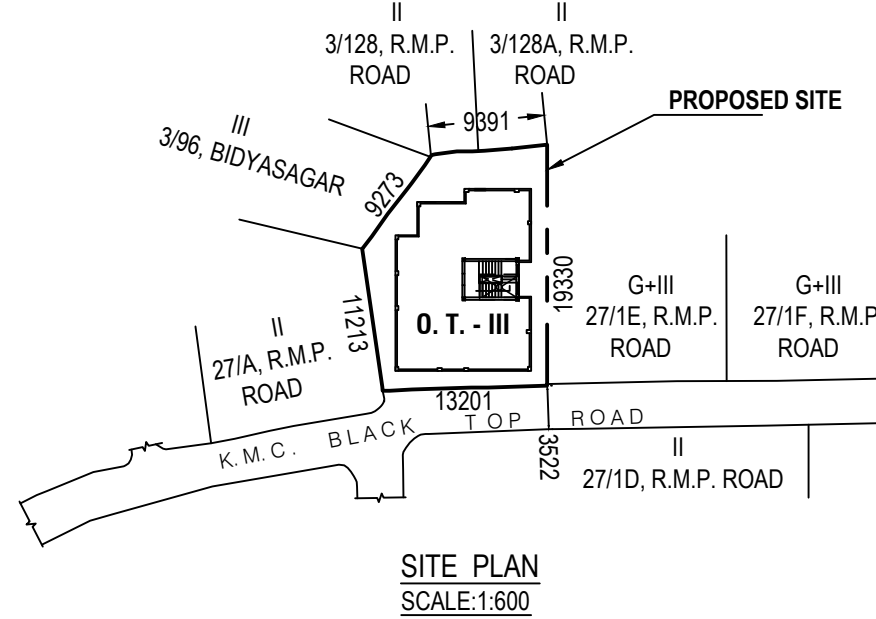 II
3/128, R.M.P.
ROAD
II
3/128A, R.M.P.
ROAD
PROPOSED SITE
9391
III
3/96, BIDYASAGAR
9273
19330
11213
O. T. - III
G+III
27/1E, R.M.P.
ROAD
G+III
27/1F, R.M.P
ROAD
II
27/A, R.M.P.
ROAD
13201
K.M.C. BLACK TOP ROAD
3522
II
27/1D, R.M.P. ROAD
SITE PLAN
SCALE:1:600